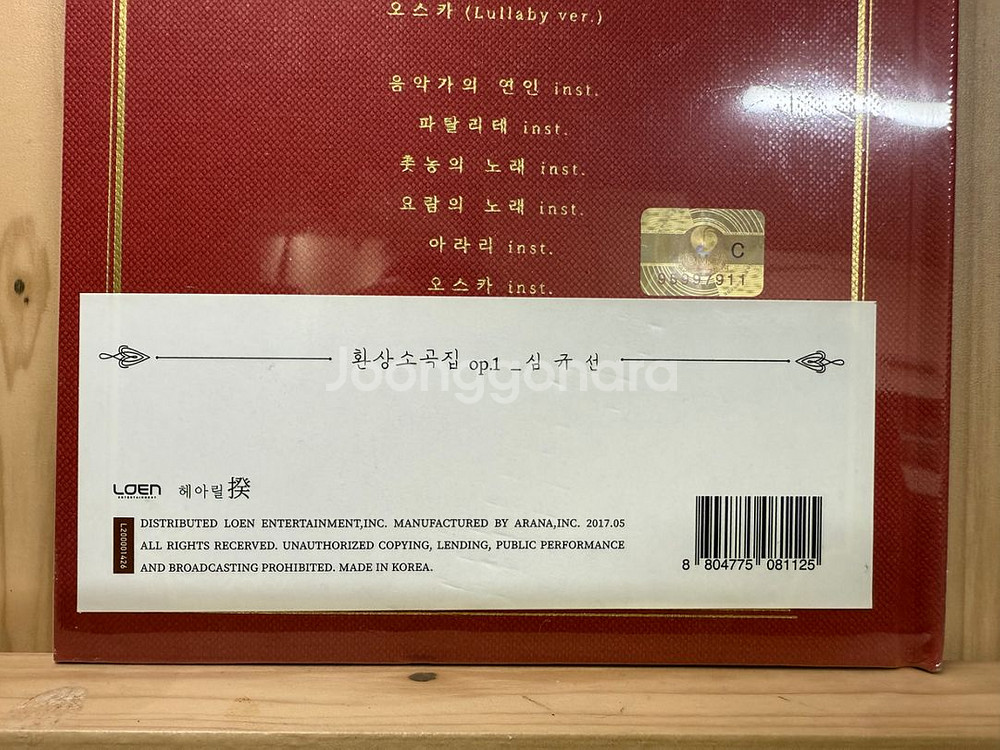 오스카 (Lullaby ver.)
음악가의 연인 inst.
파탈리테 inst.
촛농의 노래 inst.
요람의 노래 inst.
아라리 inst.
오스카 inst.
C
환상소곡집 op.1 _ 심규선
Joonggonara
LOEN
ENTERTAINMENT
헤아릴 揆
L200001426
DISTRIBUTED LOEN ENTERTAINMENT,INC. MANUFACTURED BY ARANA,INC. 2017.05
ALL RIGHTS RECERVED. UNAUTHORIZED COPYING, LENDING, PUBLIC PERFORMANCE
AND BROADCASTING PROHIBITED. MADE IN KOREA.
8 804775 081125